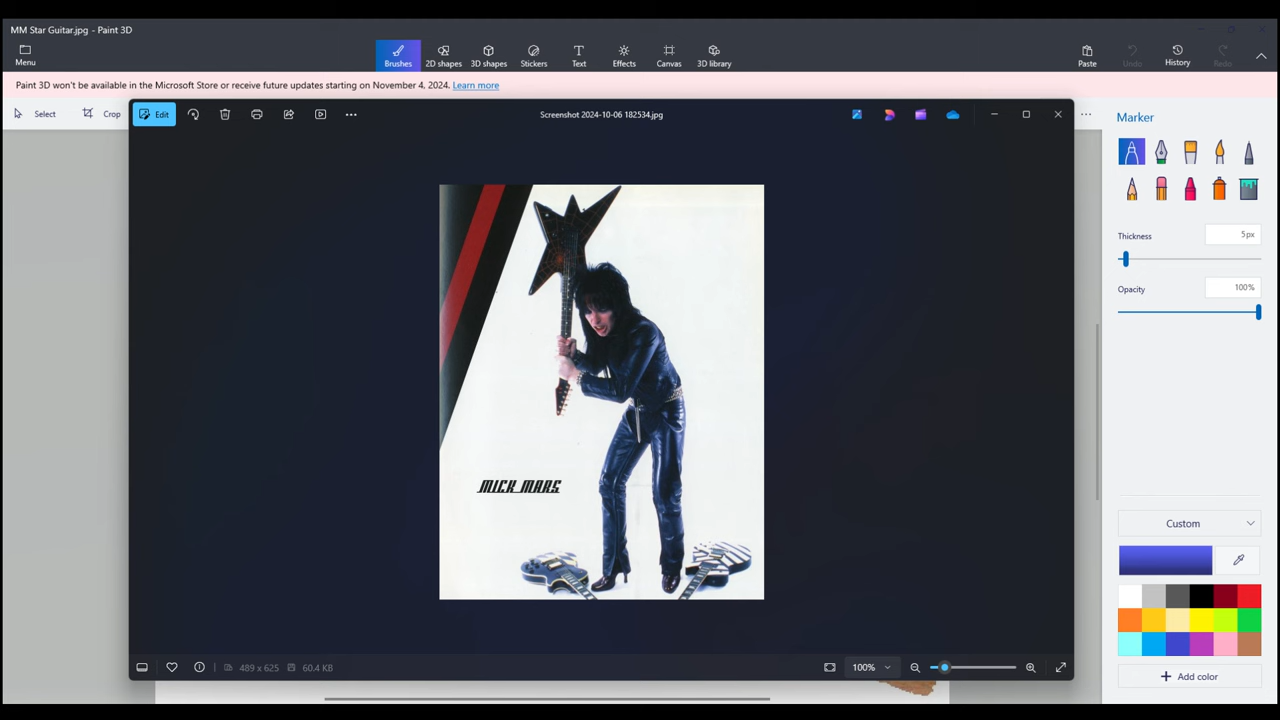 MM Star Guitar.jpg - Paint 3D
Menu
Brushes
2D shapes
3D shapes
Stickers
Text
Effects
Canvas
3D library
Paste
Undo
History
Redo
Paint 3D won't be available in the Microsoft Store or receive future updates starting on November 4, 2024. Learn more
Select
Crop
Edit
Screenshot 2024-10-06 182534.jpg
Marker
Thickness
5px
Opacity
100%
MICK MARS
Custom
Add color
489 x 625
60.4 KB
100%